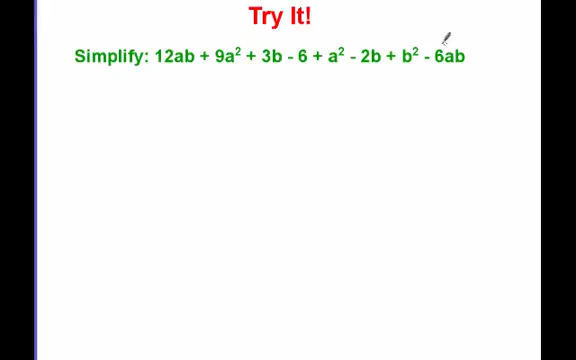 Try It!
Simplify: 12ab + 9a² + 3b - 6 + a² - 2b + b² - 6ab